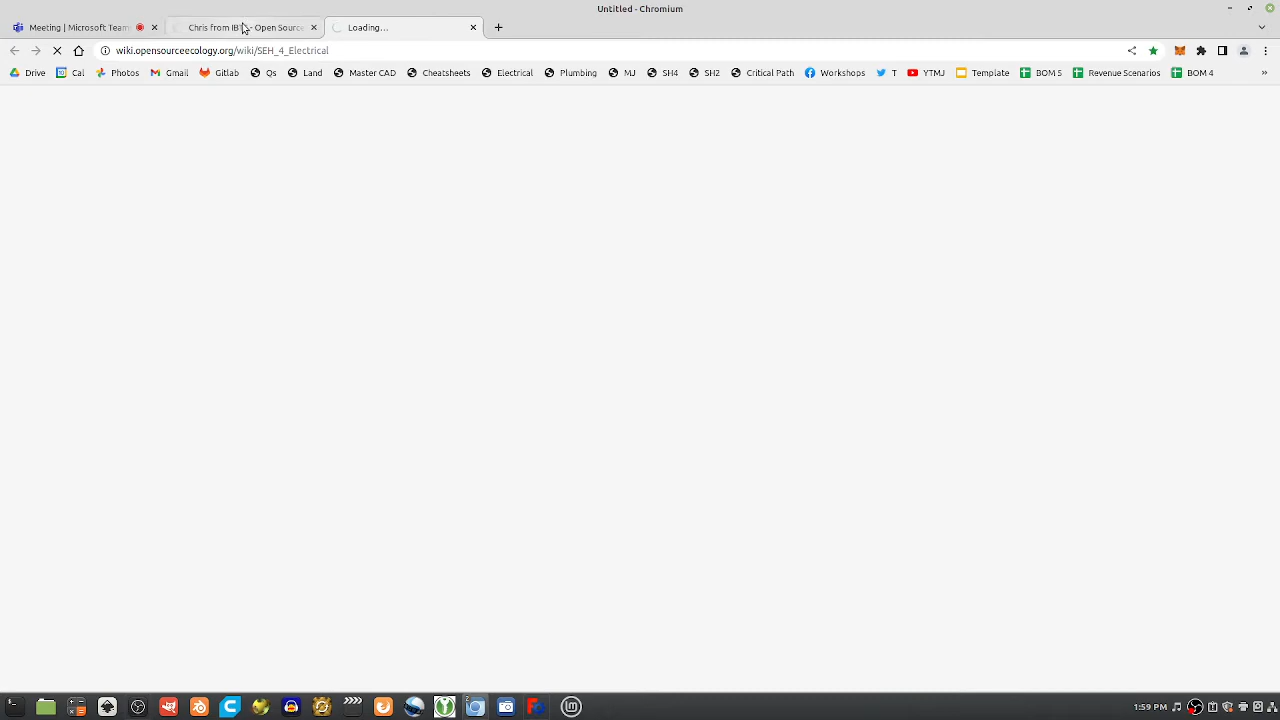 Untitled - Chromium
Meeting | Microsoft Team
Chris from IB - Open Source
Loading...
wiki.opensourceecology.org/wiki/SEH_4_Electrical
Drive Cal Photos Gmail Gitlab Qs Land Master CAD Cheatsheets Electrical Plumbing NJ SH4 SH2 Critical Path Workshops T YTMJ Template BOM 5 Revenue Scenarios BOM 4 »
1:59 PM